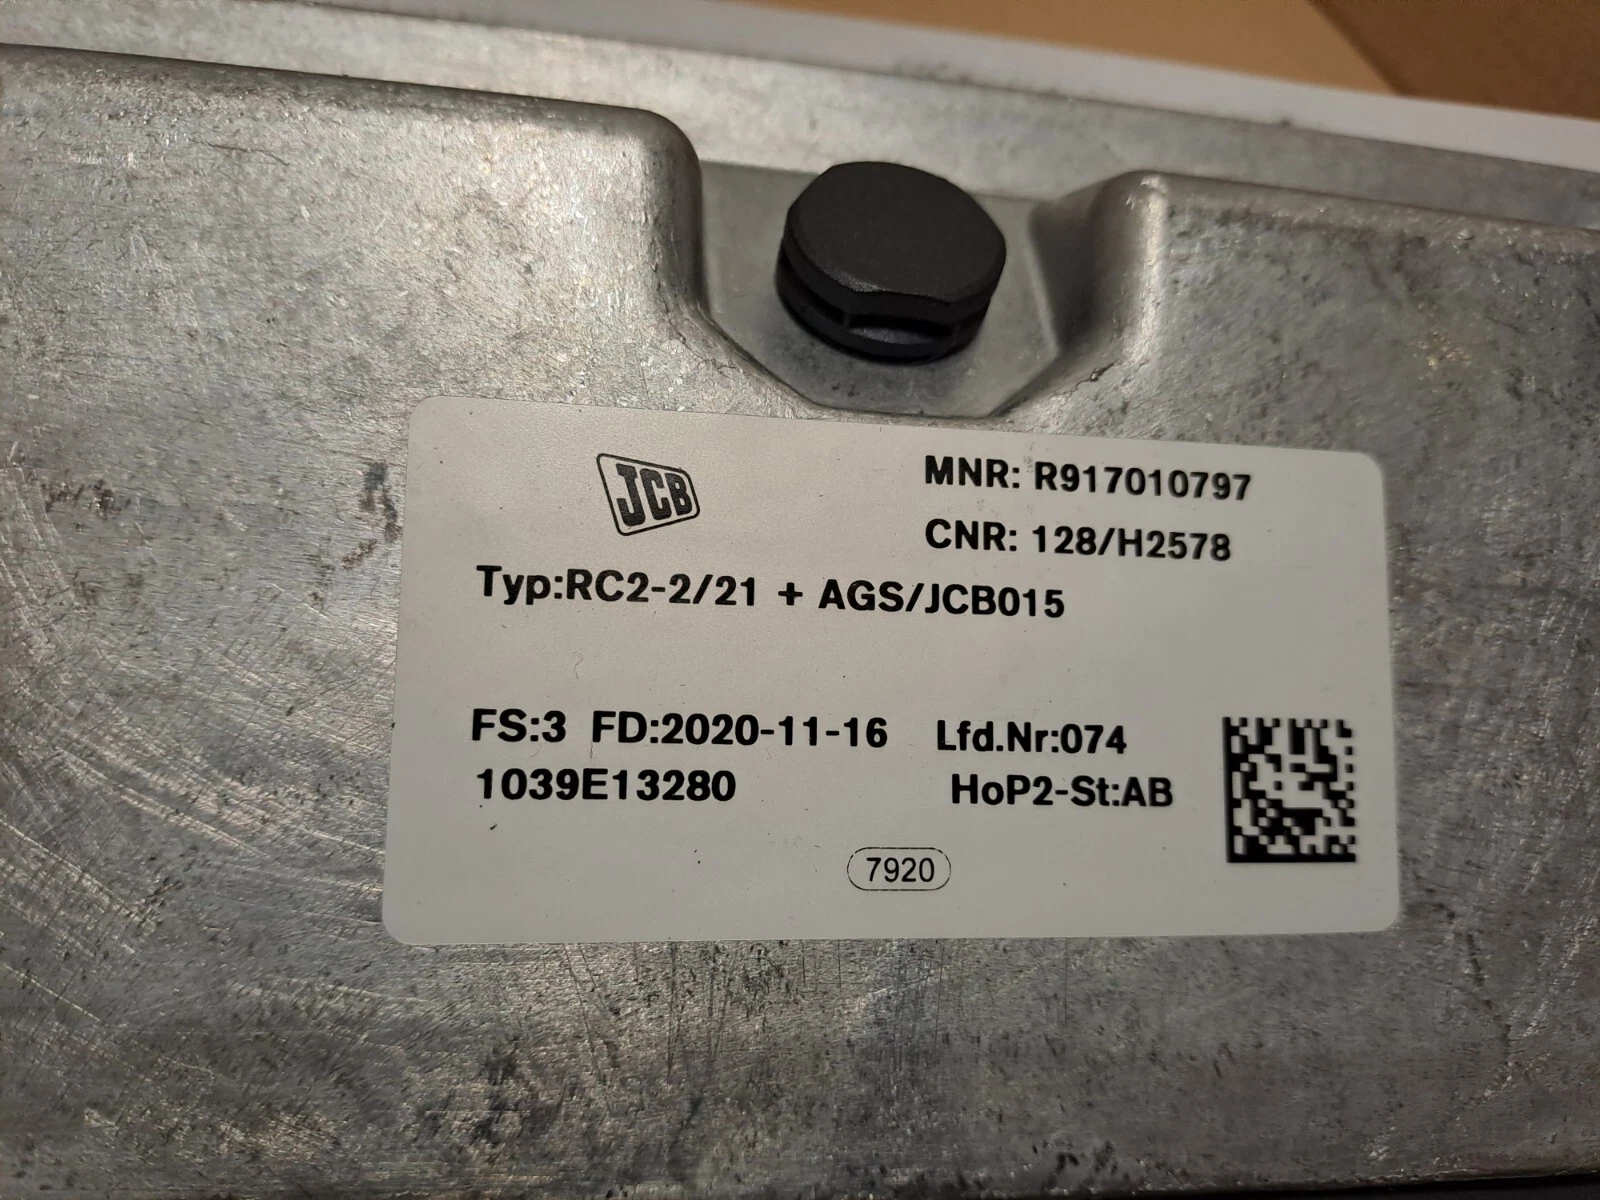 JCB
MNR: R917010797
CNR: 128/H2578
Typ:RC2-2/21 + AGS/JCB015
FS:3 FD:2020-11-16 Lfd.Nr:074
1039E13280 HoP2-St:AB
7920